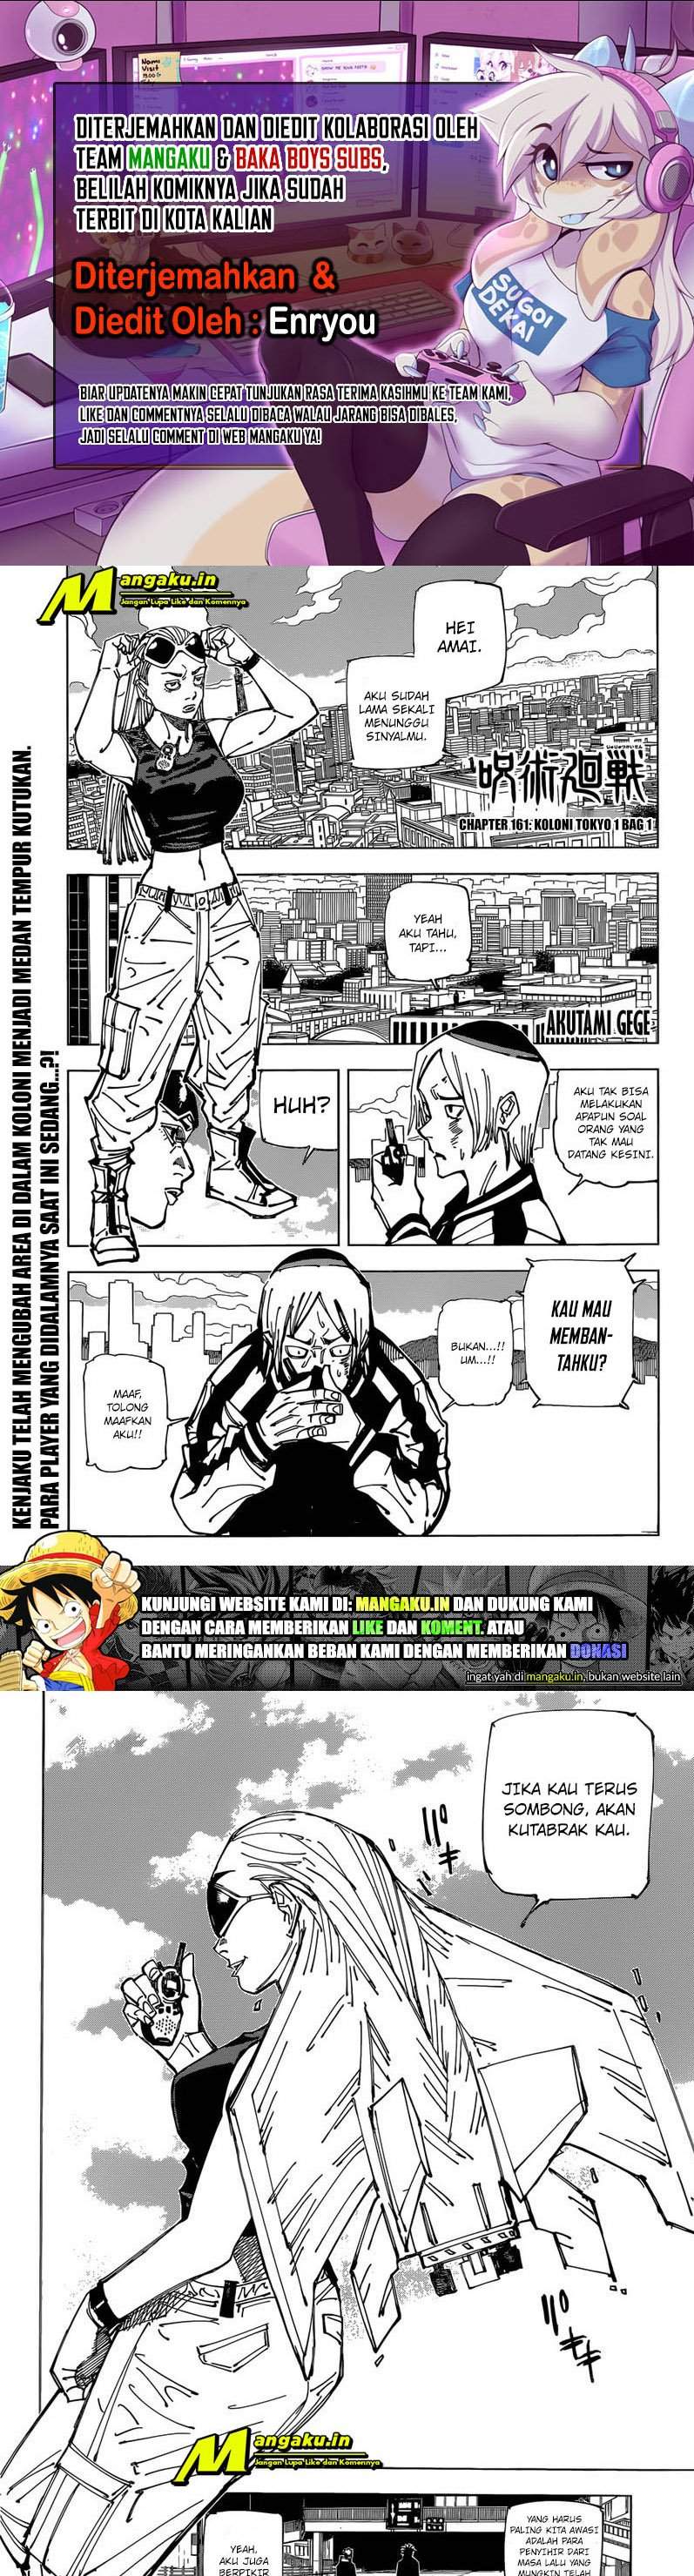 Nomi
Visit
19.00
SUGOI
DEKAI
DITERJEMAHKAN DAN DIEDIT KOLABORASI OLEH
TEAM MANGAKU & BAKA BOYS SUBS,
BELILAH KOMIKNYA JIKA SUDAH
TERBIT DI KOTA KALIAN
Diterjemahkan &
Diedit Oleh : Enryou
BIAR UPDATENYA MAKIN CEPAT TUNJUKAN RASA TERIMA KASIHMU KE TEAM KAMI,
LIKE DAN COMMENTNYA SELALU DIBACA WALAU JARANG BISA DIBALES,
JADI SELALU COMMENT DI WEB MANGAKU YA!
Mangaku.in
Jangan Lupa Like dan Komennya
HEI
AMAI.
AKU SUDAH
LAMA SEKALI
MENUNGGU
SINYALMU.
呪術廻戦
CHAPTER 161: KOLONI TOKYO 1 BAG 1
KENJAKU TELAH MENGUBAH AREA DI DALAM KOLONI MENJADI MEDAN TEMPUR KUTUKAN.
PARA PLAYER YANG DIDALAMNYA SAAT INI SEDANG...?!
YEAH
AKU TAHU,
TAPI...
AKUTAMI GEGE
HUH?
AKU TAK BISA
MELAKUKAN
APAPUN SOAL
ORANG YANG
TAK MAU
DATANG KESINI.
KAU MAU
MEMBAN-
TAHKU?
BUKAN...!!
UM...!!
MAAF,
TOLONG
MAAFKAN
AKU!!
KUNJUNGI WEBSITE KAMI DI: MANGAKU.IN DAN DUKUNG KAMI
DENGAN CARA MEMBERIKAN LIKE DAN KOMENT. ATAU
BANTU MERINGANKAN BEBAN KAMI DENGAN MEMBERIKAN DONASI
ingat yah di mangaku.in, bukan website lain
JIKA KAU TERUS
SOMBONG, AKAN
KUTABRAK KAU.
Mangaku.in
Jangan Lupa Like dan Komennya
YANG HARUS
PALING KITA AWASI
ADALAH PARA
PENYIHIR DARI
MASA LALU YANG
MUNGKIN TELAH
YEAH,
AKU JUGA
BERPIKIR